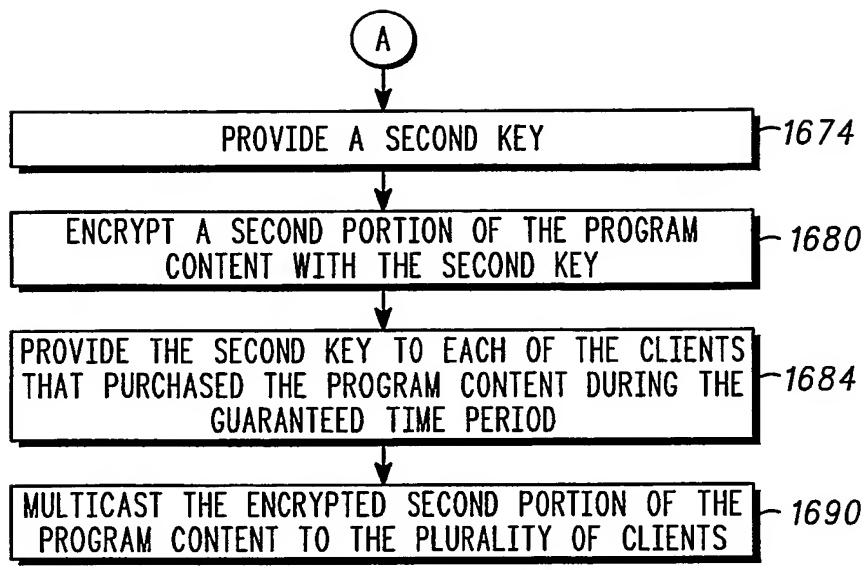 A
PROVIDE A SECOND KEY
1674
ENCRYPT A SECOND PORTION OF THE PROGRAM
CONTENT WITH THE SECOND KEY
1680
PROVIDE THE SECOND KEY TO EACH OF THE CLIENTS
THAT PURCHASED THE PROGRAM CONTENT DURING THE
GUARANTEED TIME PERIOD
1684
MULTICAST THE ENCRYPTED SECOND PORTION OF THE
PROGRAM CONTENT TO THE PLURALITY OF CLIENTS
1690